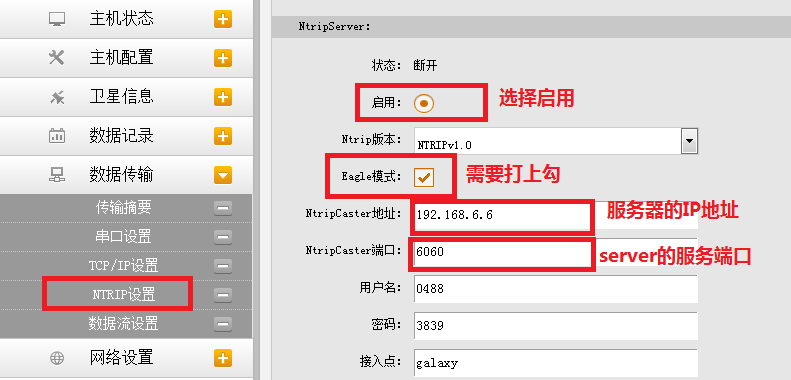 主机状态
主机配置
卫星信息
数据记录
数据传输
传输摘要
串口设置
TCP/IP设置
NTRIP设置
数据流设置
网络设置
NtripServer:
状态: 断开
启用: 选择启用
Ntrip版本: NTRIPv1.0
Eagle模式: 需要打上勾
NtripCaster地址: 192.168.6.6 服务器的IP地址
NtripCaster端口: 6060 server的服务端口
用户名: 0488
密码: 3839
接入点: galaxy